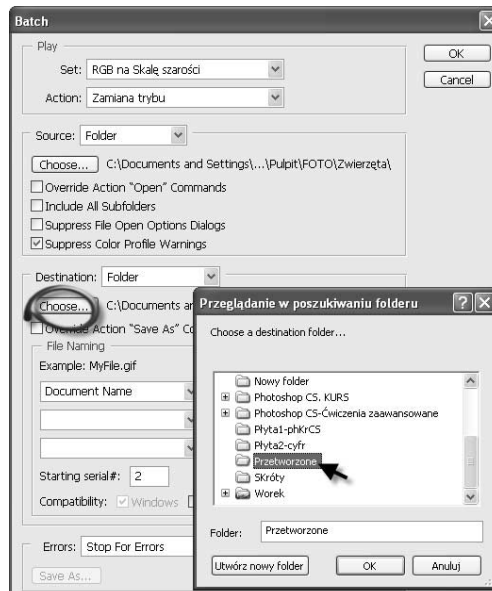 Batch
Play
OK
Set: RGB na Skalę szarości
Cancel
Action: Zamiana trybu
Source: Folder
Choose... C:\Documents and Settings\...\Pulpit\FOTO\Zwierzęta\
Override Action "Open" Commands
Include All Subfolders
Suppress File Open Options Dialogs
Suppress Color Profile Warnings
Destination: Folder
Choose... C:\Documents ar
Override Action "Save As" Co
File Naming
Example: MyFile.gif
Document Name
Starting serial#: 2
Compatibility: Windows
Errors: Stop For Errors
Save As...
Przeglądanie w poszukiwaniu folderu
Choose a destination folder...
Nowy folder
Photoshop CS. KURS
Photoshop CS-Ćwiczenia zaawansowane
Płyta1-phKrCS
Płyta2-cyfr
Przetworzone
Skróty
Worek
Folder: Przetworzone
Utwórz nowy folder OK Anuluj